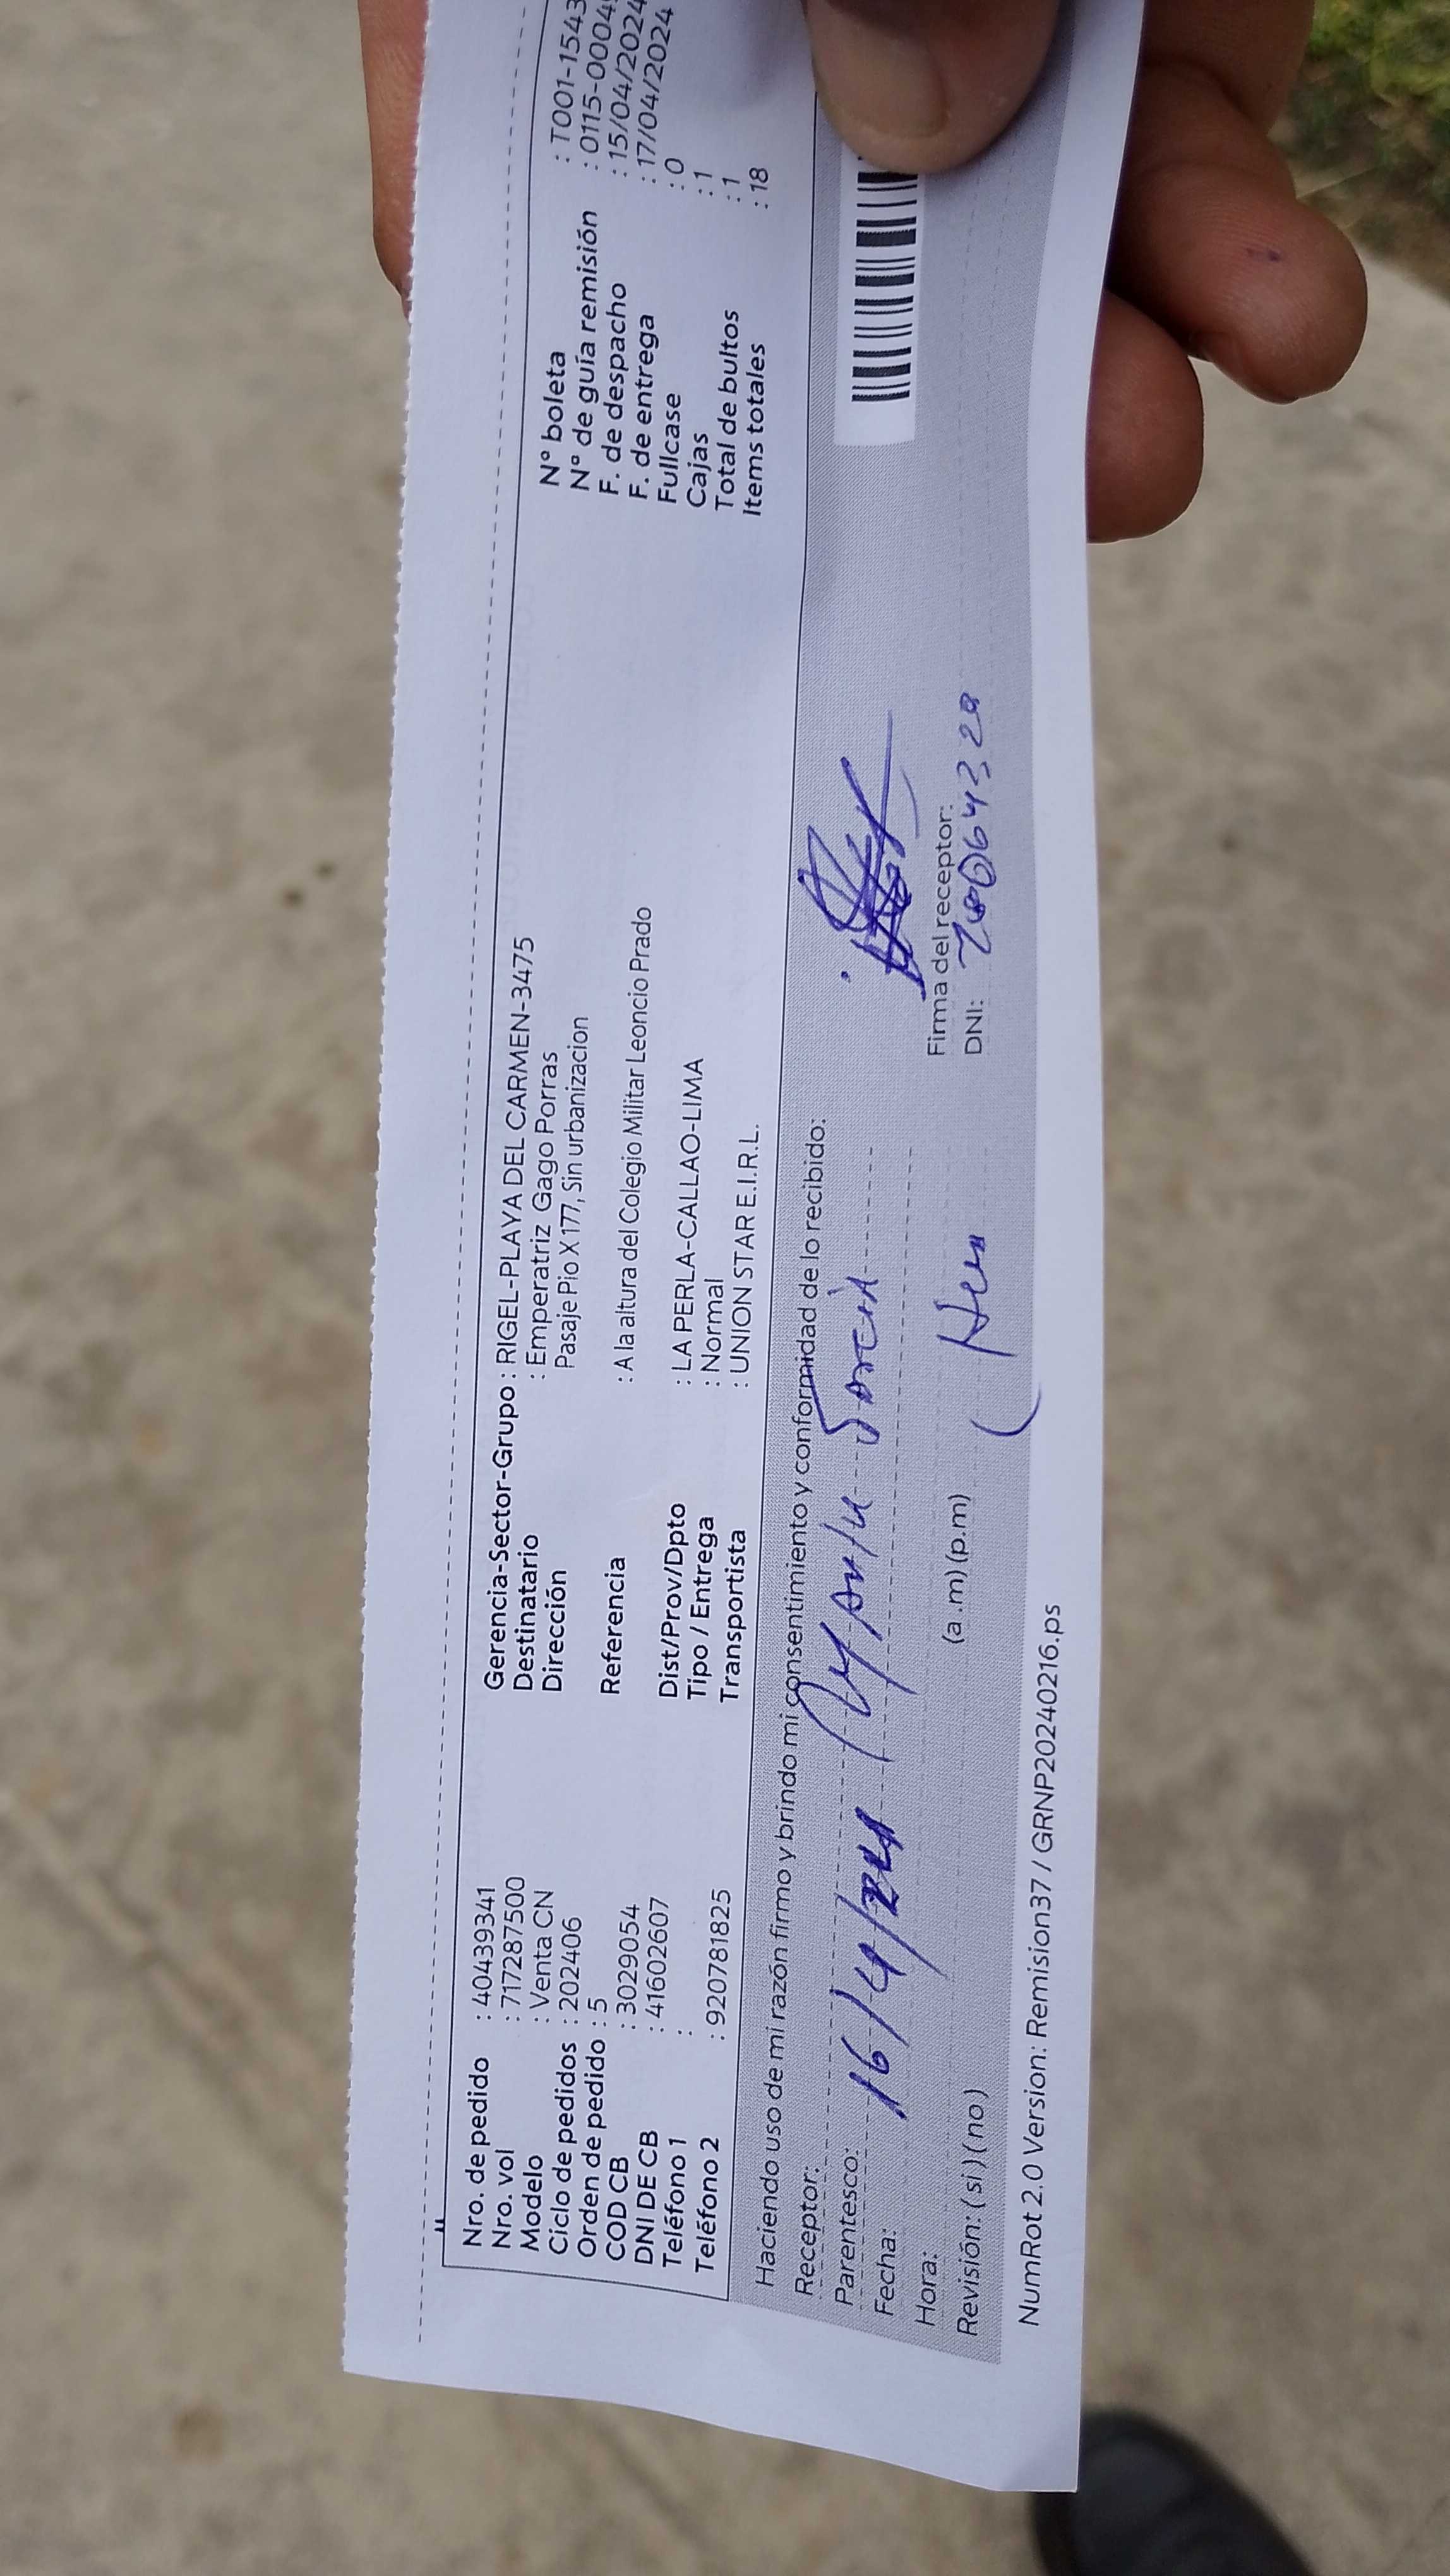 Nro. de pedido : 40439341
Nro. vol : 717287500
Modelo : Venta CN
Ciclo de pedidos : 202406
Orden de pedido : 5
COD CB : 3029054
DNI DE CB : 41602607
Teléfono 1 :
Teléfono 2 : 920781825
Gerencia-Sector-Grupo : RIGEL-PLAYA DEL CARMEN-3475
Destinatario : Emperatriz Gago Porras
Dirección Pasaje Pio X 177, Sin urbanizacion
Referencia : A la altura del Colegio Militar Leoncio Prado
Dist/Prov/Dpto : LA PERLA-CALLAO-LIMA
Tipo / Entrega : Normal
Transportista : UNION STAR E.I.R.L.
N° boleta : T001-1543
N° de guía remisión : 0115-0004
F. de despacho : 15/04/2024
F. de entrega : 17/04/2024
Fullcase : 0
Cajas : 1
Total de bultos : 1
Items totales : 18
Haciendo uso de mi razón firmo y brindo mi consentimiento y conformidad de lo recibido:
Receptor:
Parentesco:
Fecha: 16/4/24
Hora: (a.m) (p.m)
Revisión: ( si ) ( no )
Firma del receptor:
DNI:
NumRot 2.0 Version: Remision37 / GRNP20240216.ps